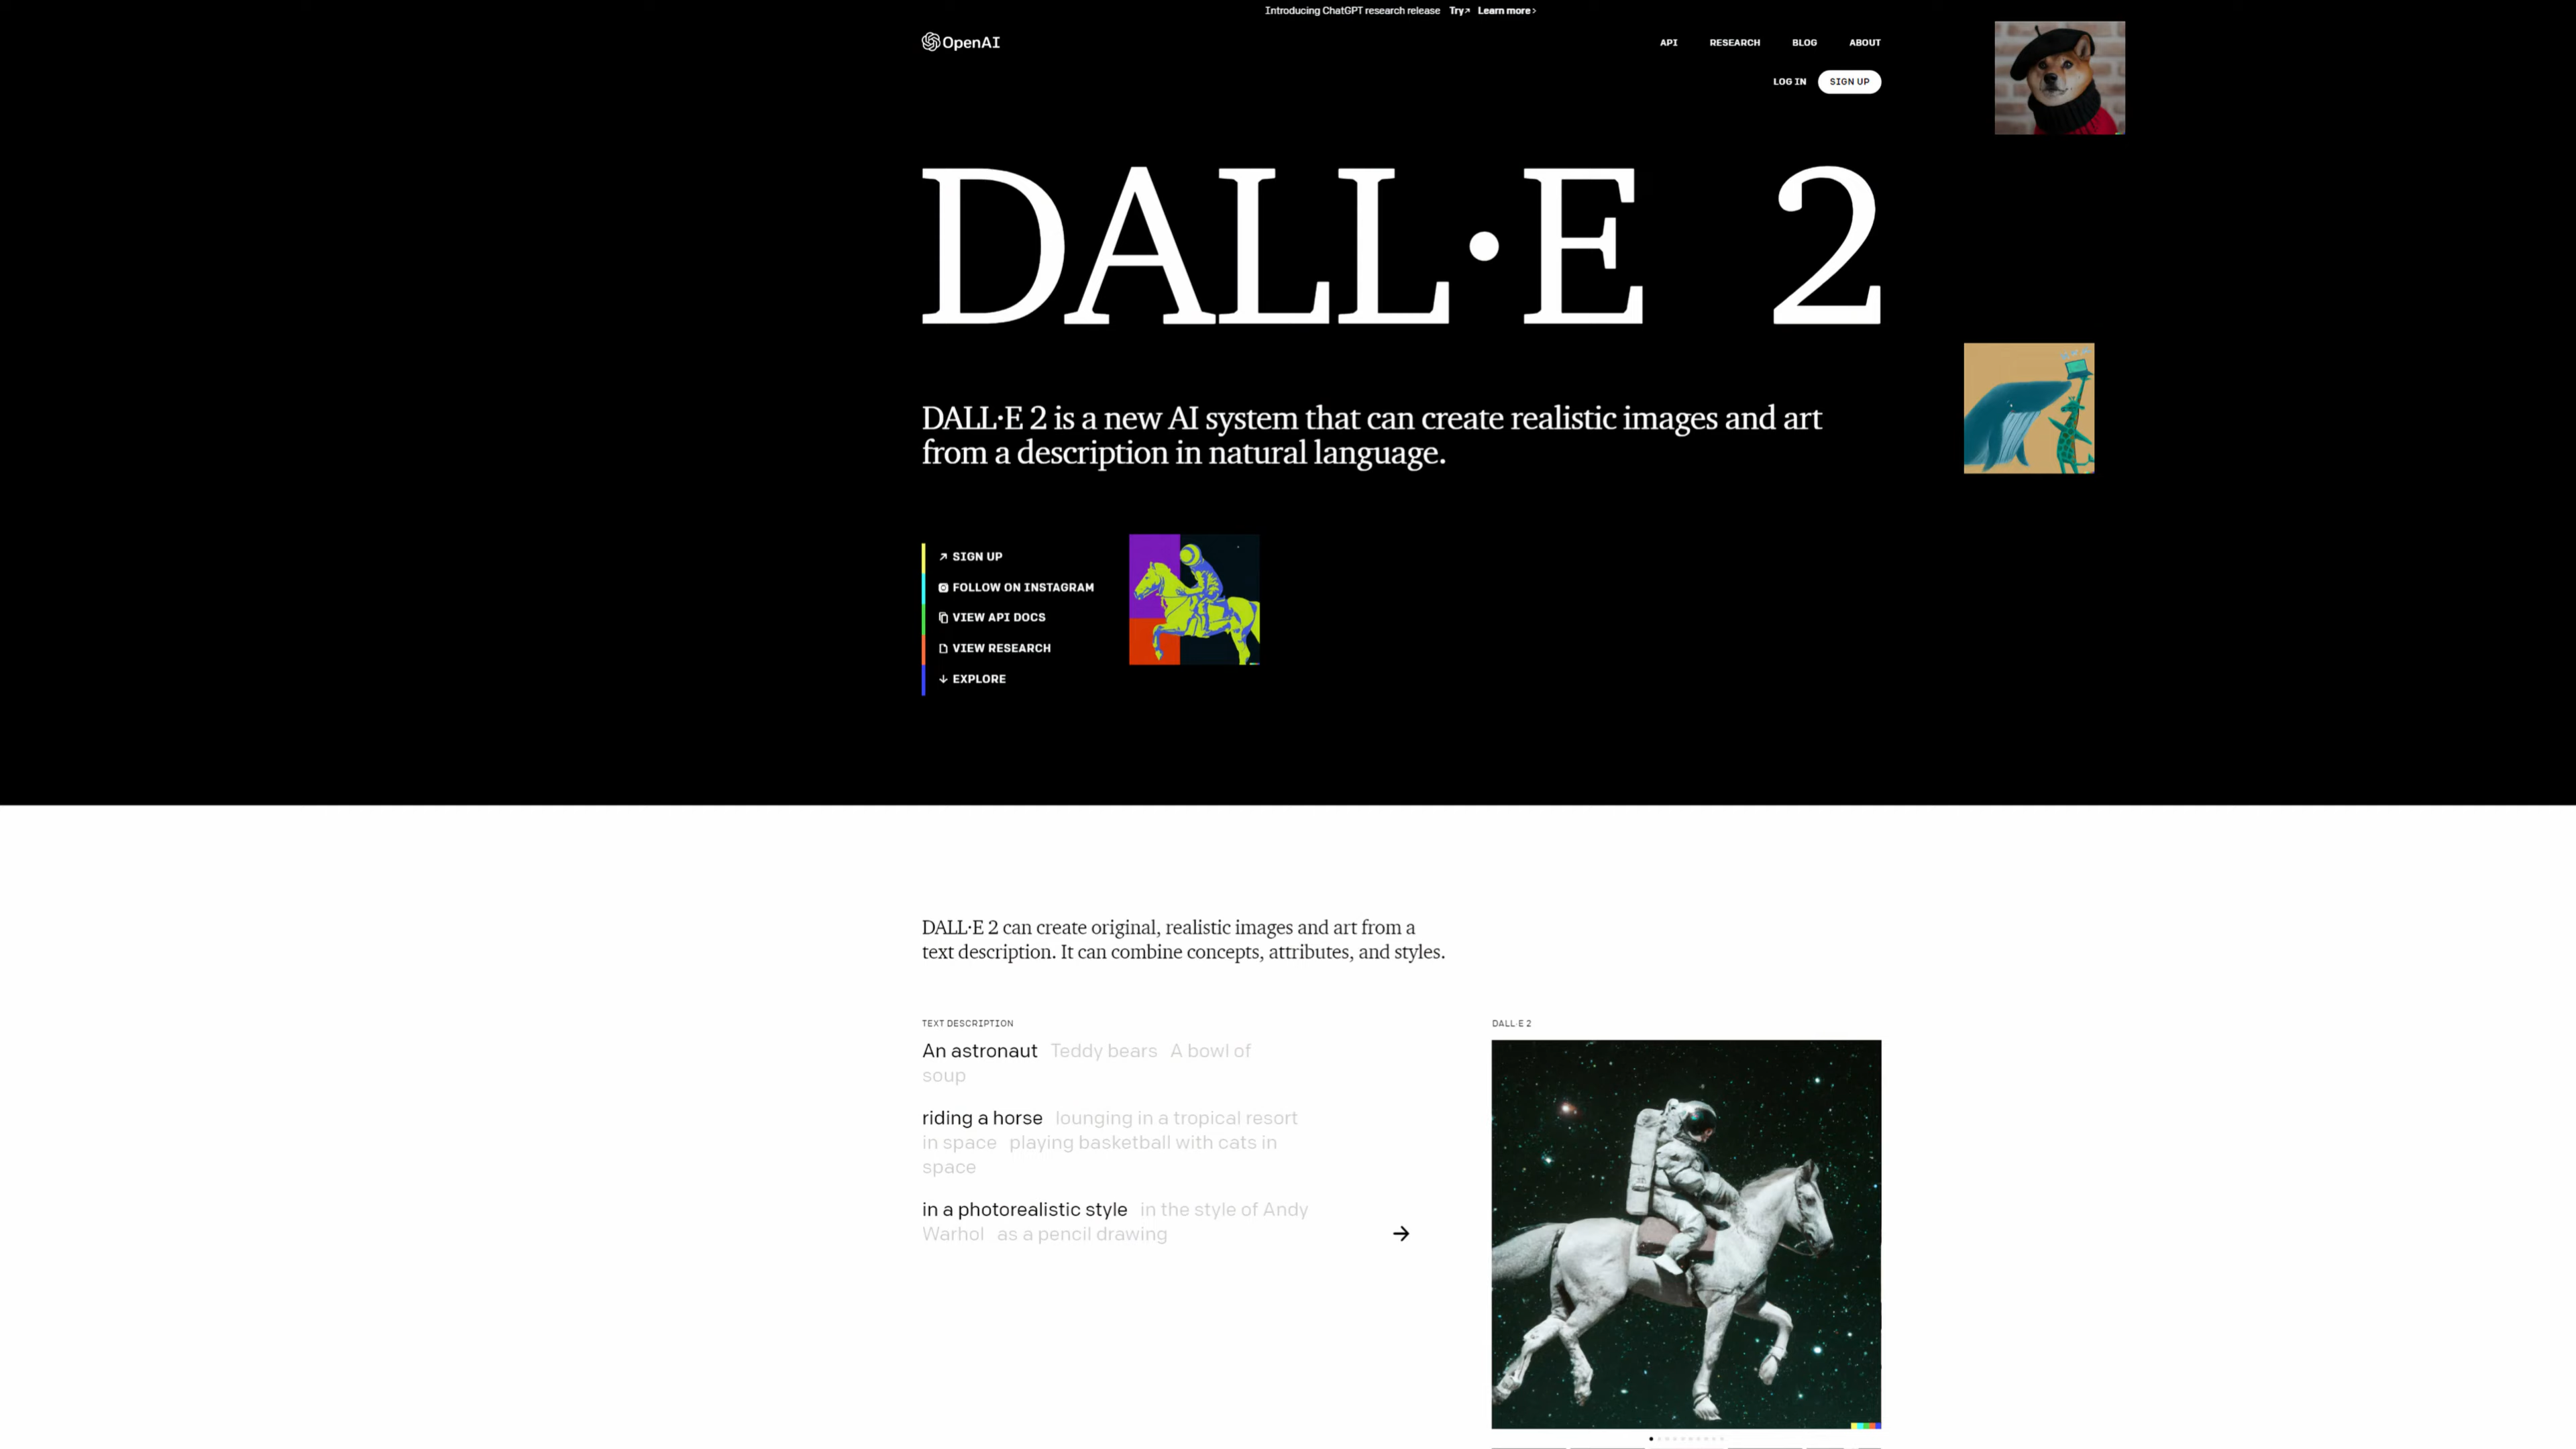 Introducing ChatGPT research release Try↗ Learn more ›
OpenAI
API RESEARCH BLOG ABOUT
LOG IN SIGN UP
DALL·E 2
DALL·E 2 is a new AI system that can create realistic images and art
from a description in natural language.
SIGN UP
FOLLOW ON INSTAGRAM
VIEW API DOCS
VIEW RESEARCH
EXPLORE
DALL·E 2 can create original, realistic images and art from a
text description. It can combine concepts, attributes, and styles.
TEXT DESCRIPTION
An astronaut Teddy bears A bowl of
soup
riding a horse lounging in a tropical resort
in space playing basketball with cats in
space
in a photorealistic style in the style of Andy
Warhol as a pencil drawing
DALL·E 2